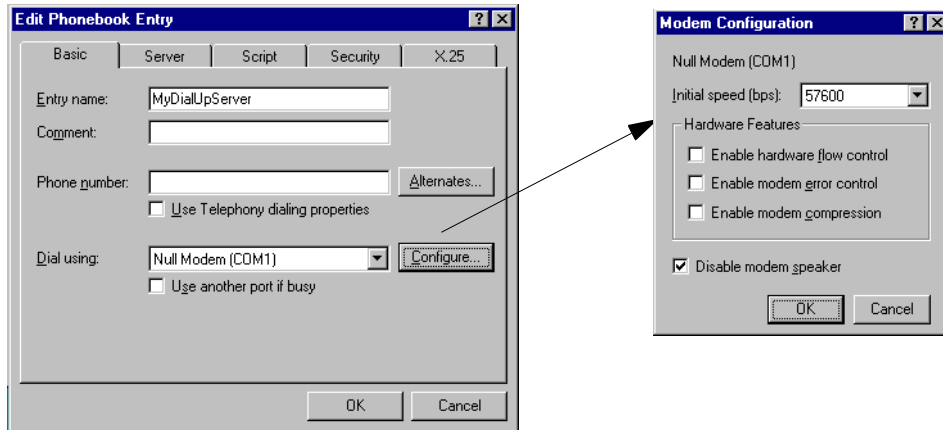 Edit Phonebook Entry
Basic Server Script Security X.25
Entry name: MyDialUpServer
Comment:
Phone number: Alternates...
Use Telephony dialing properties
Dial using: Null Modem (COM1) Configure...
Use another port if busy
OK Cancel
Modem Configuration
Null Modem (COM1)
Initial speed (bps): 57600
Hardware Features
Enable hardware flow control
Enable modem error control
Enable modem compression
Disable modem speaker
OK Cancel